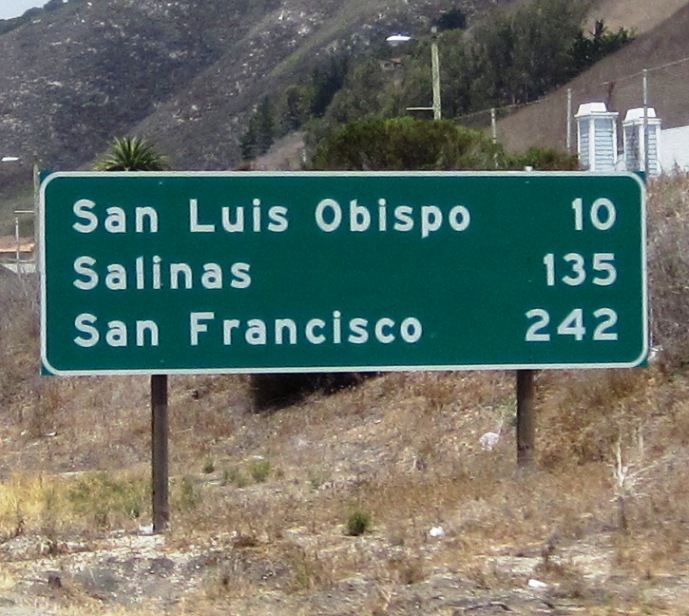 San Luis Obispo 10
Salinas 135
San Francisco 242